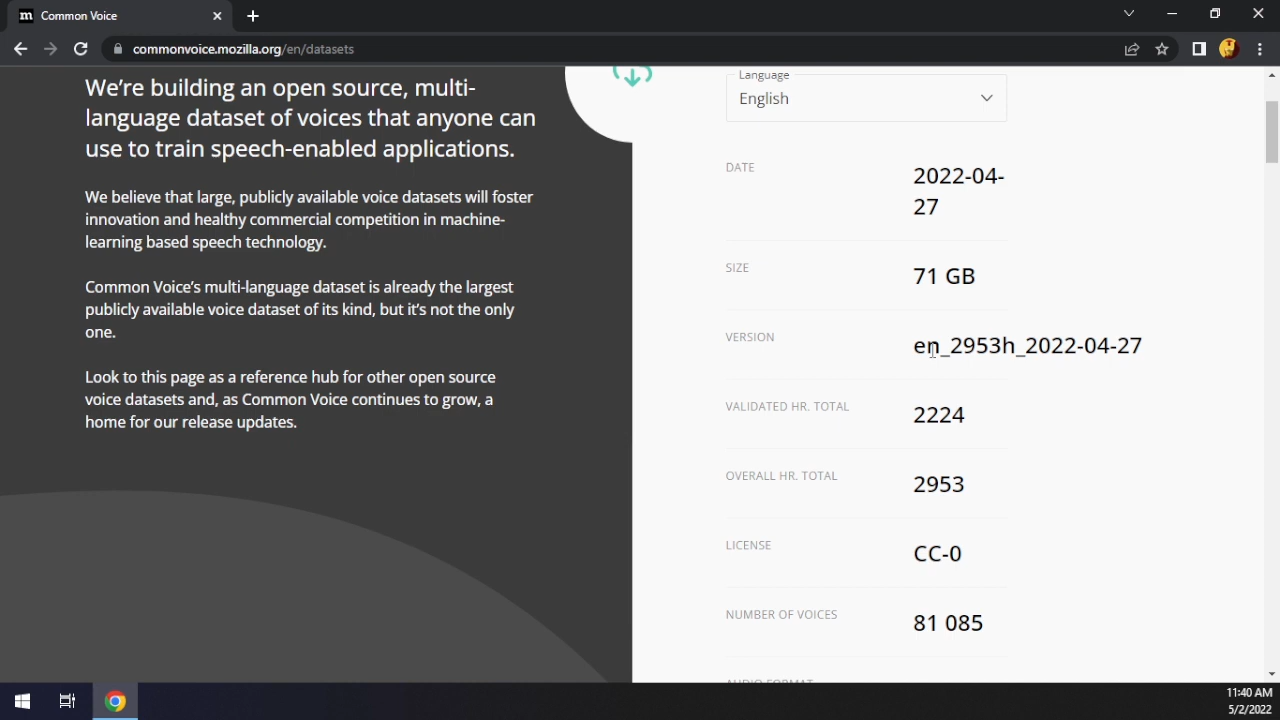 Common Voice
commonvoice.mozilla.org/en/datasets
We're building an open source, multi-
language dataset of voices that anyone can
use to train speech-enabled applications.
We believe that large, publicly available voice datasets will foster
innovation and healthy commercial competition in machine-
learning based speech technology.
Common Voice's multi-language dataset is already the largest
publicly available voice dataset of its kind, but it's not the only
one.
Look to this page as a reference hub for other open source
voice datasets and, as Common Voice continues to grow, a
home for our release updates.
Language
English
DATE
2022-04-
27
SIZE
71 GB
VERSION
en_2953h_2022-04-27
VALIDATED HR. TOTAL
2224
OVERALL HR. TOTAL
2953
LICENSE
CC-0
NUMBER OF VOICES
81 085
AUDIO FORMAT
11:40 AM
5/2/2022